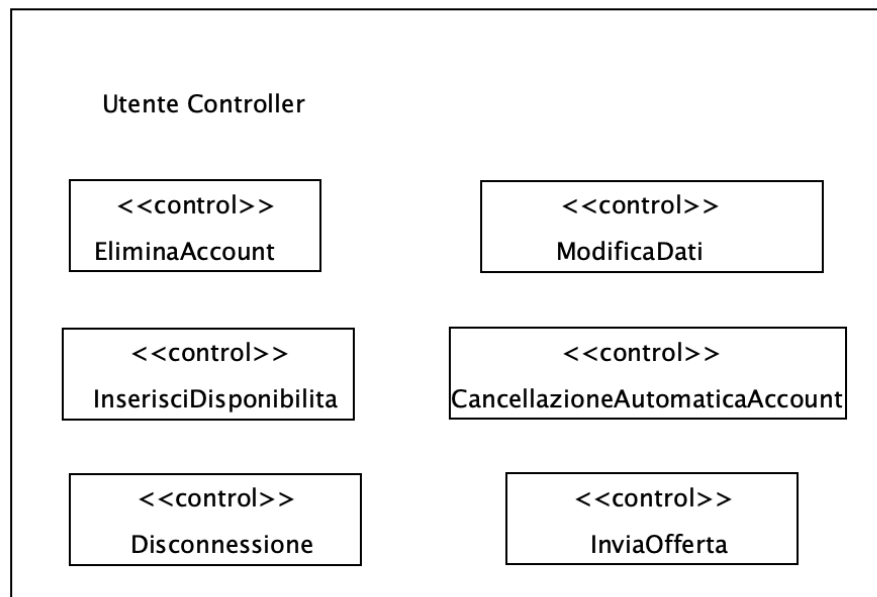 Utente Controller
<<control>>
EliminaAccount
<<control>>
ModificaDati
<<control>>
InserisciDisponibilita
<<control>>
CancellazioneAutomaticaAccount
<<control>>
Disconnessione
<<control>>
InviaOfferta